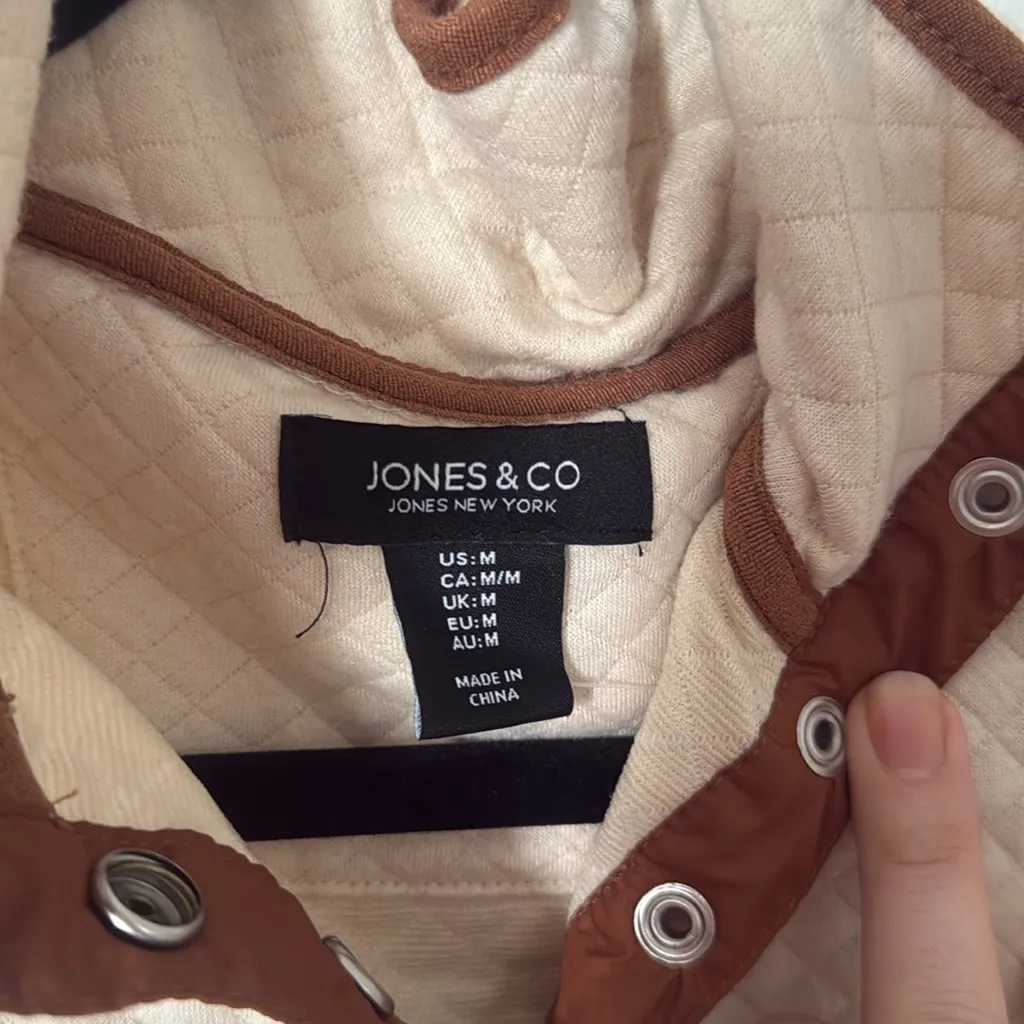 JONES & CO
JONES NEW YORK
US: M
CA: M/M
UK: M
EU: M
AU: M
MADE IN
CHINA